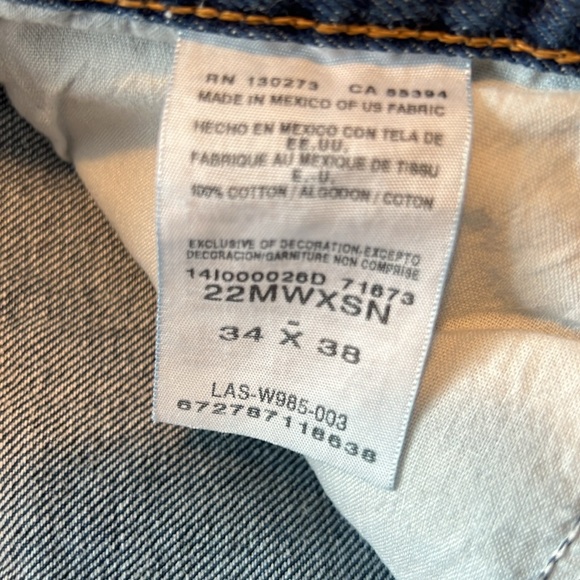 RN 130273 CA 55394
MADE IN MEXICO OF US FABRIC
HECHO EN MEXICO CON TELA DE
EE.UU.
FABRIQUE AU MEXIQUE DE TISSU
E.-U.
100% COTTON / ALGODON / COTON
EXCLUSIVE OF DECORATION-EXCEPTO
DECORACION/GARNITURE NON COMPRISE
14I000026D 71673
22MWXSN
-
34 X 38
LAS-W985-003
672787118638